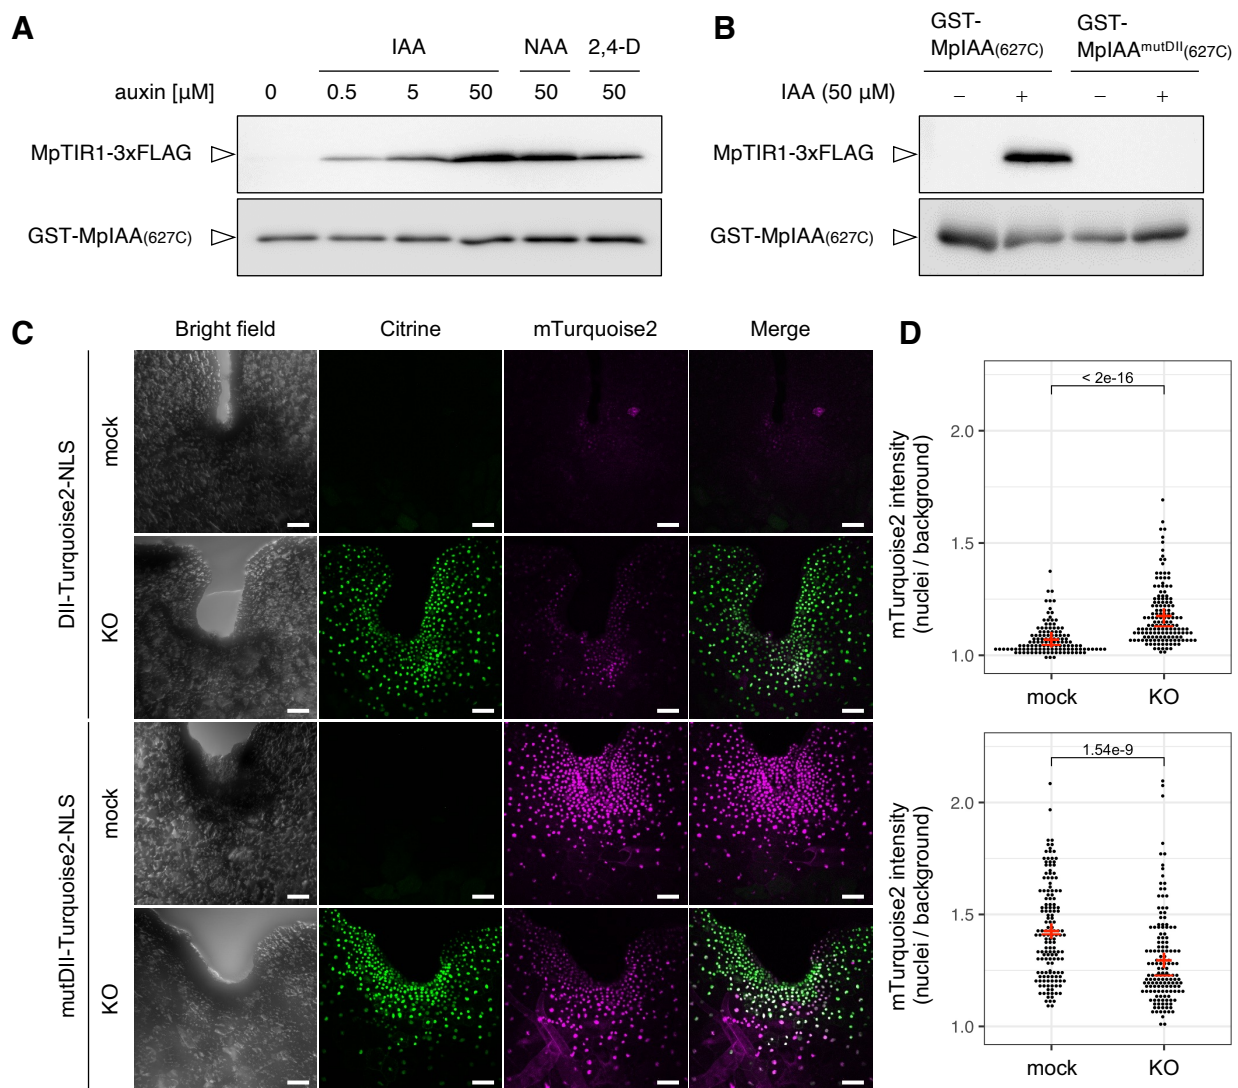 A
IAA
NAA
2,4-D
auxin [μM]
0
0.5
5
50
50
50
MpTIR1-3xFLAG
GST-MpIAA(627C)
B
GST-
MpIAA(627C)
GST-
MpIAAmutDII(627C)
IAA (50 μM)
−
+
−
+
MpTIR1-3xFLAG
GST-MpIAA(627C)
C
Bright field
Citrine
mTurquoise2
Merge
DII-Turquoise2-NLS
mock
KO
mutDII-Turquoise2-NLS
mock
KO
D
< 2e-16
mTurquoise2 intensity
(nuclei / background)
2.0
1.5
1.0
mock
KO
1.54e-9
mTurquoise2 intensity
(nuclei / background)
2.0
1.5
1.0
mock
KO